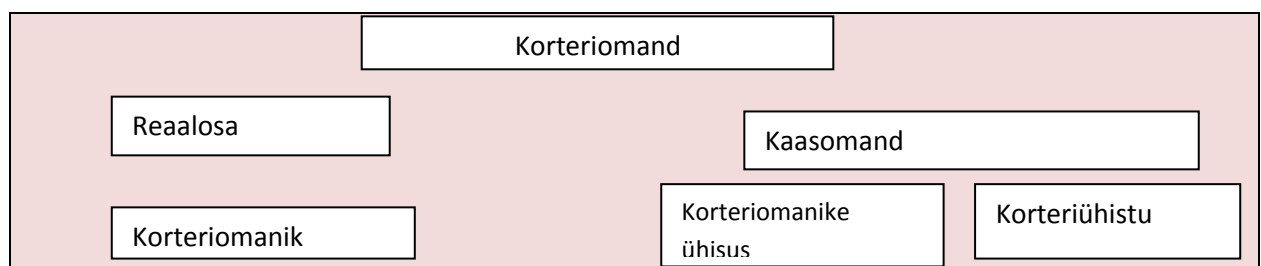 Korteriomand
Reaalosa
Kaasomand
Korteriomanik
Korteriomanike
ühisus
Korteriühistu